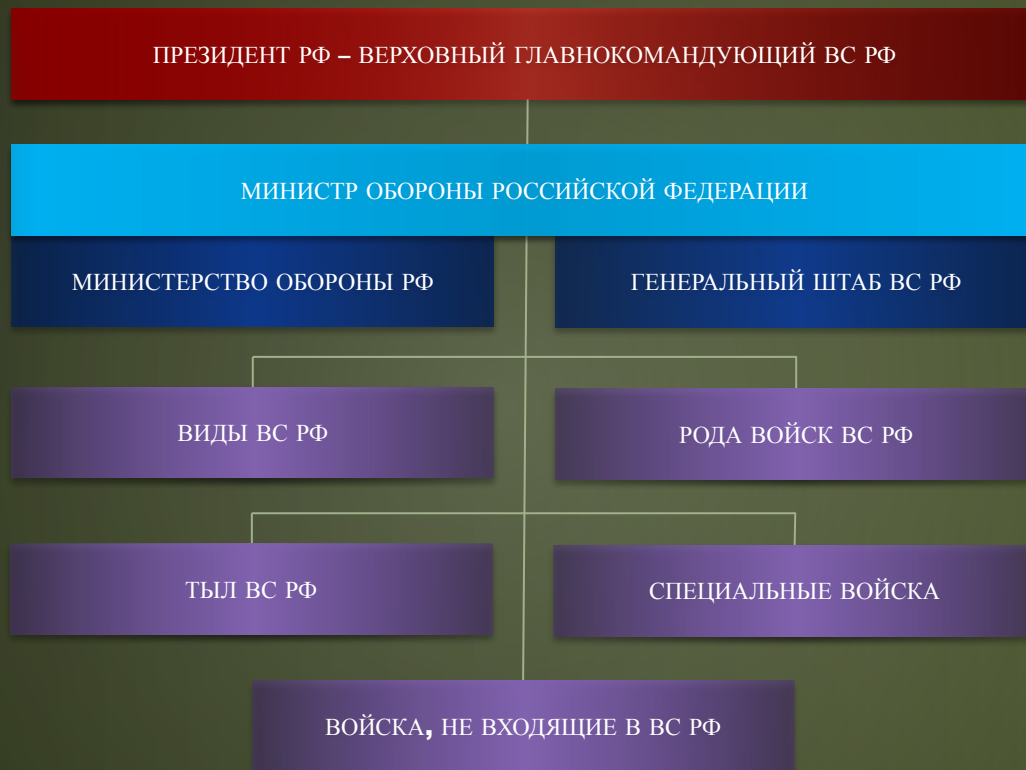 ПРЕЗИДЕНТ РФ – ВЕРХОВНЫЙ ГЛАВНОКОМАНДУЮЩИЙ ВС РФ
МИНИСТР ОБОРОНЫ РОССИЙСКОЙ ФЕДЕРАЦИИ
МИНИСТЕРСТВО ОБОРОНЫ РФ
ГЕНЕРАЛЬНЫЙ ШТАБ ВС РФ
ВИДЫ ВС РФ
РОДА ВОЙСК ВС РФ
ТЫЛ ВС РФ
СПЕЦИАЛЬНЫЕ ВОЙСКА
ВОЙСКА, НЕ ВХОДЯЩИЕ В ВС РФ